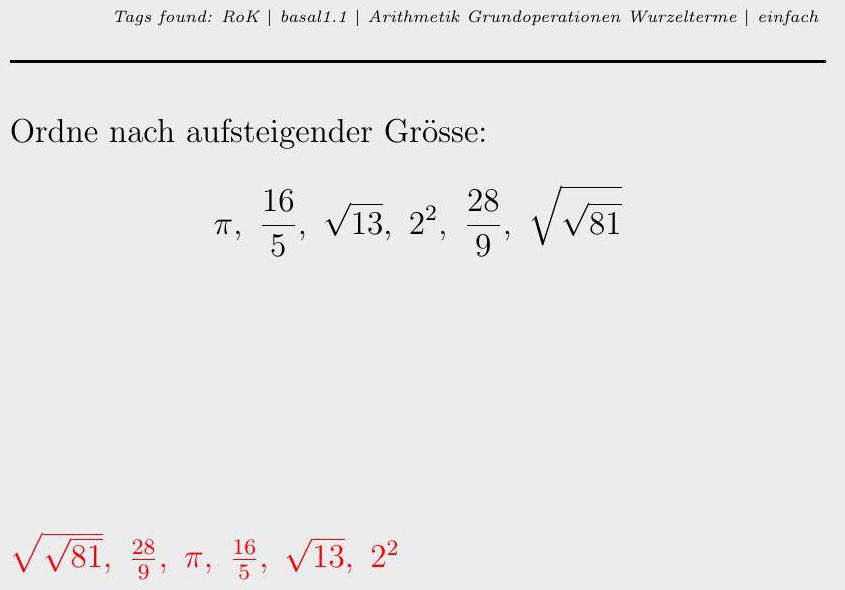 Tags found: RoK | basal1.1 | Arithmetik Grundoperationen Wurzelterme | einfach
Ordne nach aufsteigender Grösse:
$\pi, \ \frac{16}{5}, \ \sqrt{13}, \ 2^2, \ \frac{28}{9}, \ \sqrt{\sqrt{81}}$
$\sqrt{\sqrt{81}}, \ \frac{28}{9}, \ \pi, \ \frac{16}{5}, \ \sqrt{13}, \ 2^2$